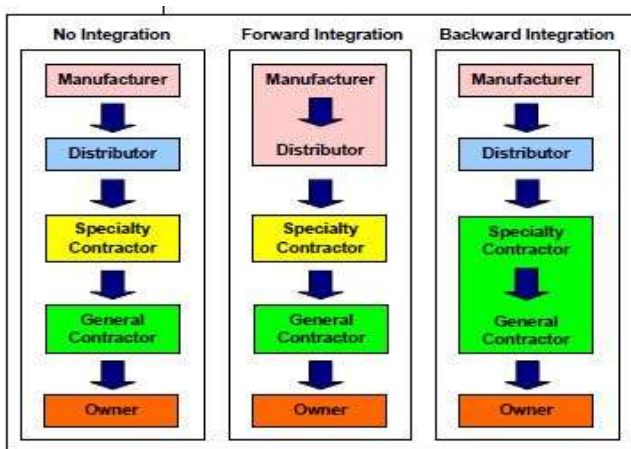 No Integration
Manufacturer
Distributor
Specialty
Contractor
General
Contractor
Owner
Forward Integration
Manufacturer
Distributor
Specialty
Contractor
General
Contractor
Owner
Backward Integration
Manufacturer
Distributor
Specialty
Contractor
General
Contractor
Owner